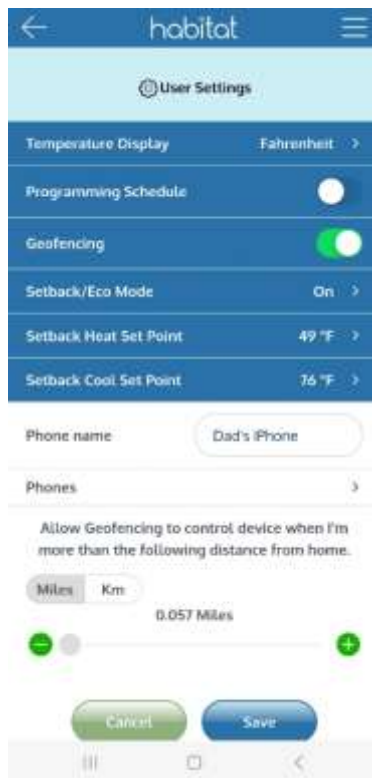 habitat
User Settings
Temperature Display Fahrenheit
Programming Schedule
Geofencing
Setback/Eco Mode On
Setback Heat Set Point 49 °F
Setback Cool Set Point 76 °F
Phone name Dad's iPhone
Phones
Allow Geofencing to control device when I'm
more than the following distance from home.
Miles Km
0.057 Miles
Cancel Save